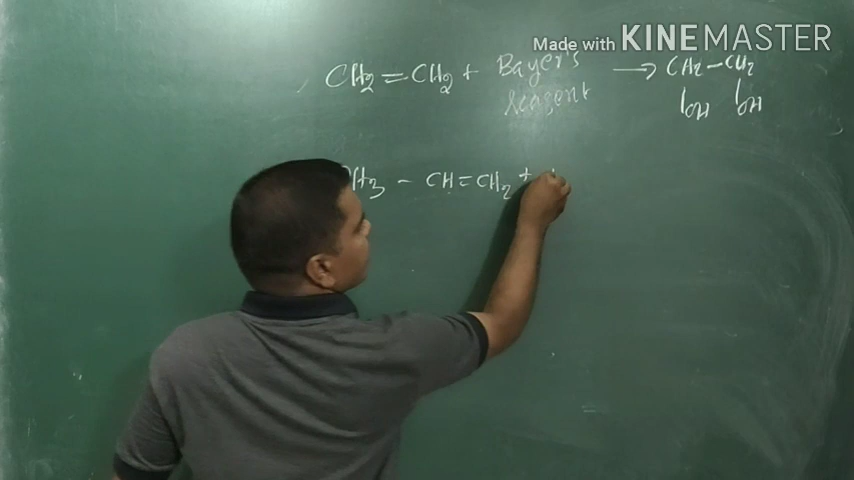 Made with KINEMASTER
CH2 = CH2 + Bayer's reagent → CH2 – CH2
OH OH
CH3 – CH = CH2 +